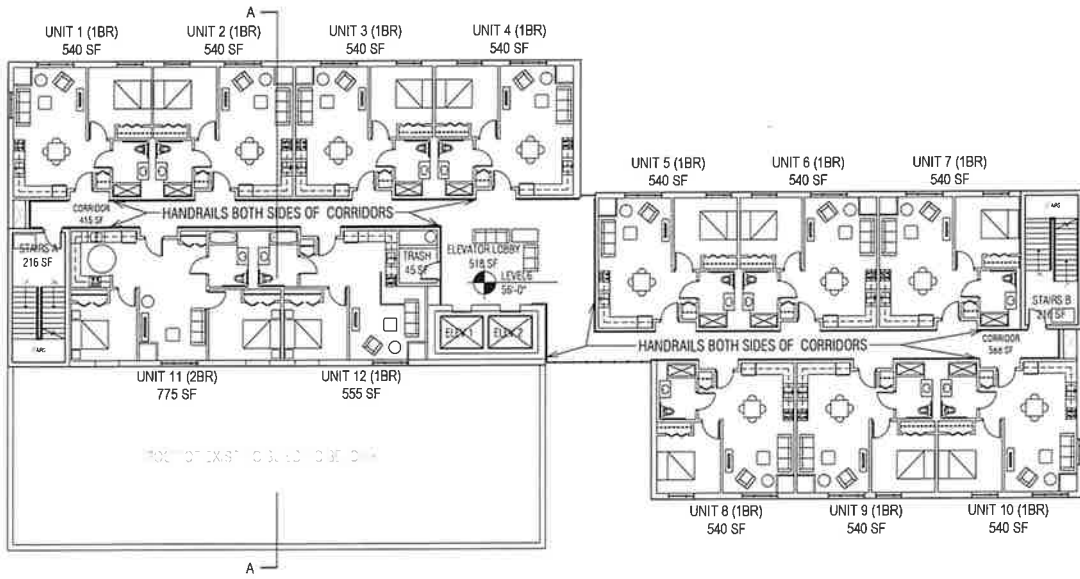 A
UNIT 1 (1BR)
540 SF
UNIT 2 (1BR)
540 SF
UNIT 3 (1BR)
540 SF
UNIT 4 (1BR)
540 SF
UNIT 5 (1BR)
540 SF
UNIT 6 (1BR)
540 SF
UNIT 7 (1BR)
540 SF
CORRIDOR
415 SF
HANDRAILS BOTH SIDES OF CORRIDORS
STAIRS A
216 SF
TRASH
45 SF
ELEVATOR LOBBY
518 SF
LEVEL 6
56'-0"
ELEV 1
ELEV 2
STAIRS B
216 SF
CORRIDOR
568 SF
HANDRAILS BOTH SIDES OF CORRIDORS
UNIT 11 (2BR)
775 SF
UNIT 12 (1BR)
555 SF
UNIT 8 (1BR)
540 SF
UNIT 9 (1BR)
540 SF
UNIT 10 (1BR)
540 SF
A